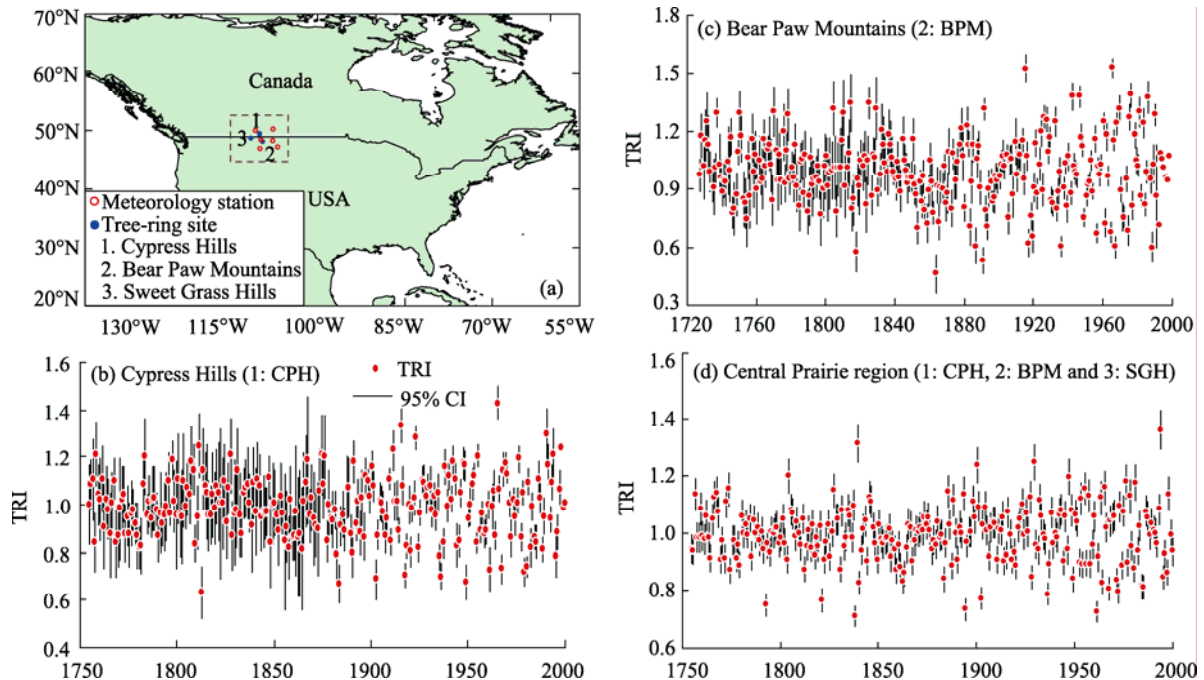 70°N
60°N
50°N
40°N
30°N
20°N
Canada
1
3
2
USA
Meteorology station
Tree-ring site
1. Cypress Hills
2. Bear Paw Mountains
3. Sweet Grass Hills
(a)
130°W 115°W 100°W 85°W 70°W 55°W
(c) Bear Paw Mountains (2: BPM)
TRI
1.8
1.5
1.2
0.9
0.6
0.3
1720 1760 1800 1840 1880 1920 1960 2000
(b) Cypress Hills (1: CPH)
TRI
95% CI
TRI
1.6
1.4
1.2
1.0
0.8
0.6
0.4
1750 1800 1850 1900 1950 2000
(d) Central Prairie region (1: CPH, 2: BPM and 3: SGH)
TRI
1.6
1.4
1.2
1.0
0.8
0.6
1750 1800 1850 1900 1950 2000